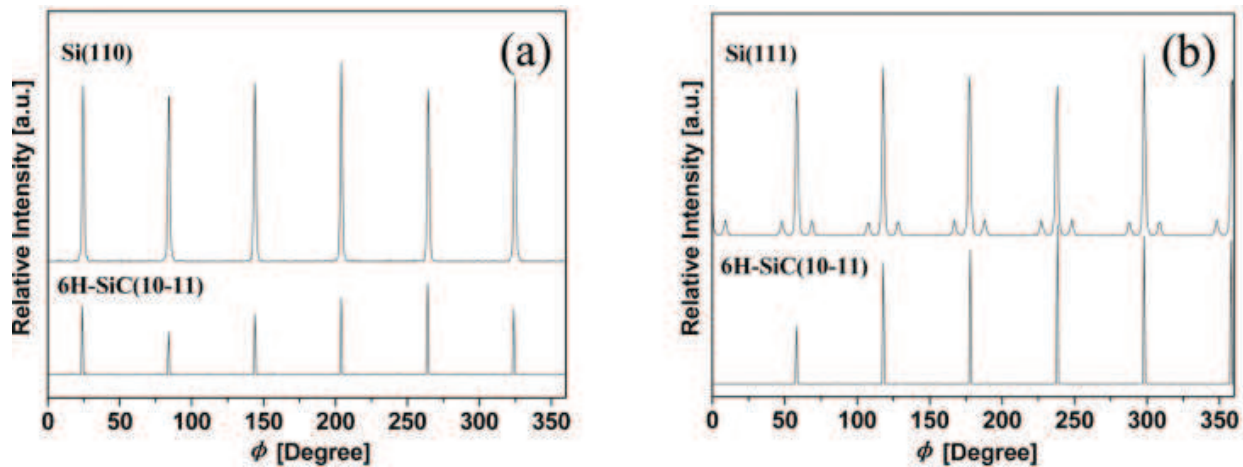 (a)
Si(110)
6H-SiC(10-11)
Relative Intensity [a.u.]
0 50 100 150 200 250 300 350
ϕ [Degree]
(b)
Si(111)
6H-SiC(10-11)
Relative Intensity [a.u.]
0 50 100 150 200 250 300 350
ϕ [Degree]